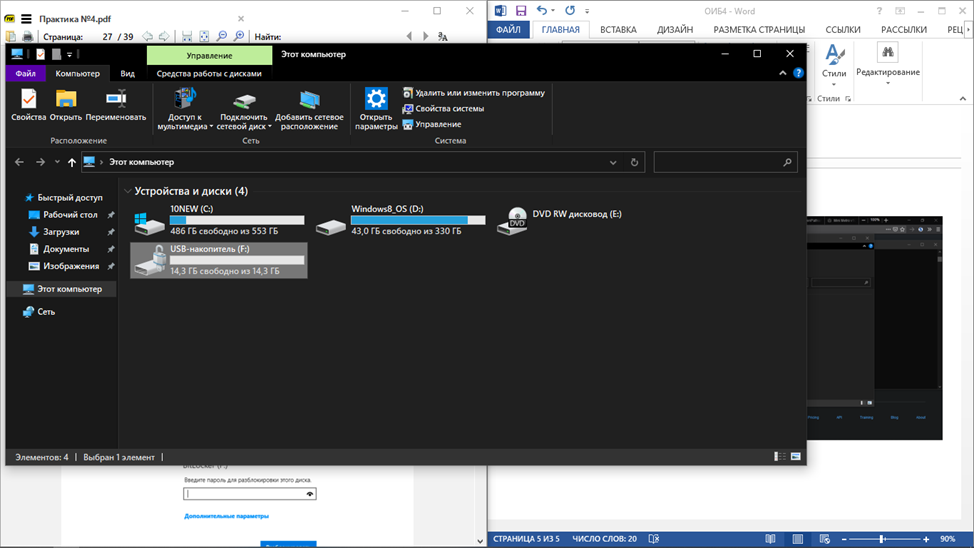 Практика №4.pdf
Страница: 27 / 39 Найти:
ОИБ4 - Word
ФАЙЛ ГЛАВНАЯ ВСТАВКА ДИЗАЙН РАЗМЕТКА СТРАНИЦЫ ССЫЛКИ РАССЫЛКИ РЕЦ
Стили
Редактирование
Стили
Управление
Этот компьютер
Файл Компьютер Вид Средства работы с дисками
Свойства Открыть Переименовать
Расположение
Доступ к мультимедиа
Подключить сетевой диск
Добавить сетевое расположение
Сеть
Открыть параметры
Удалить или изменить программу
Свойства системы
Управление
Система
Этот компьютер
Быстрый доступ
Рабочий стол
Загрузки
Документы
Изображения
Этот компьютер
Сеть
Устройства и диски (4)
10NEW (C:)
486 ГБ свободно из 553 ГБ
Windows8_OS (D:)
43,0 ГБ свободно из 330 ГБ
DVD RW дисковод (E:)
DVD
USB-накопитель (F:)
14,3 ГБ свободно из 14,3 ГБ
Элементов: 4 Выбран 1 элемент
BitLocker (F:)
Введите пароль для разблокировки этого диска.
Дополнительные параметры
СТРАНИЦА 5 ИЗ 5 ЧИСЛО СЛОВ: 20
90%